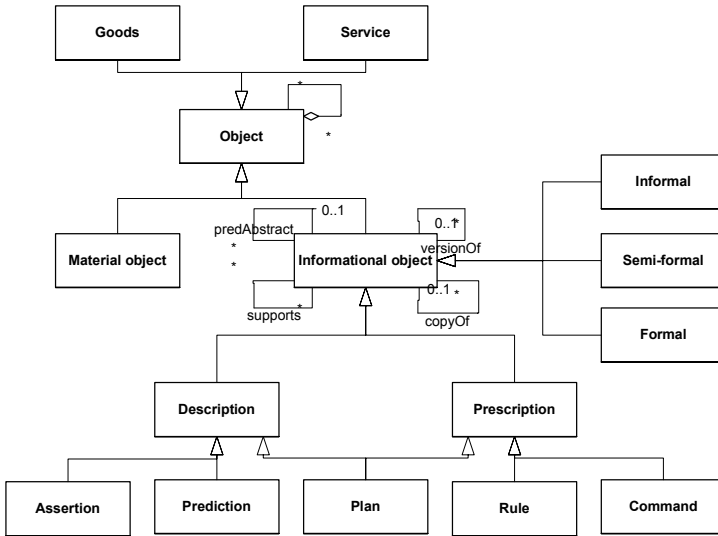 Goods
Service
*
Object
*
Informal
0..1
predAbstract
0..1
*
versionOf
*
Material object
Informational object
Semi-formal
*
0..1
*
*
supports
copyOf
Formal
Description
Prescription
Assertion
Prediction
Plan
Rule
Command